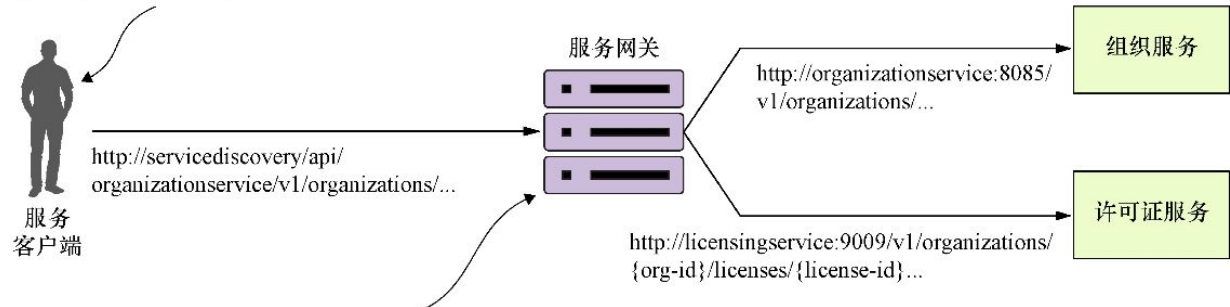 服务网关
组织服务
http://organizationservice:8085/
v1/organizations/...
http://servicediscovery/api/
organizationservice/v1/organizations/...
服务
客户端
许可证服务
http://licensingservice:9009/v1/organizations/
{org-id}/licenses/{license-id}...